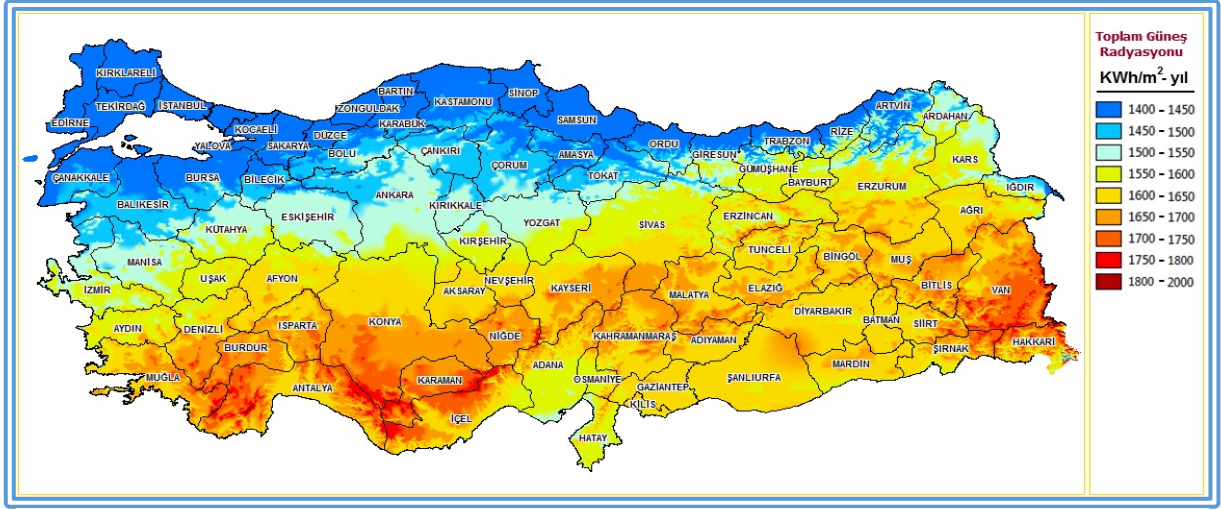 Toplam Güneş
Radyasyonu
KWh/m²- yıl
1400 - 1450
1450 - 1500
1500 - 1550
1550 - 1600
1600 - 1650
1650 - 1700
1700 - 1750
1750 - 1800
1800 - 2000
KIRKLARELİ
TEKİRDAĞ
İSTANBUL
EDİRNE
KOCAELİ
YALOVA
SAKARYA
DÜZCE
ZONGULDAK
BARTIN
KARABÜK
KASTAMONU
SİNOP
SAMSUN
ORDU
GİRESUN
TRABZON
RİZE
ARTVİN
ARDAHAN
ÇANAKKALE
BURSA
BİLECİK
BOLU
ÇANKIRI
ÇORUM
AMASYA
TOKAT
GÜMÜŞHANE
BAYBURT
ERZURUM
KARS
IĞDIR
BALIKESİR
KÜTAHYA
ESKİŞEHİR
ANKARA
KIRIKKALE
YOZGAT
SİVAS
ERZİNCAN
AĞRI
MANİSA
UŞAK
AFYON
KIRŞEHİR
NEVŞEHİR
KAYSERİ
TUNCELİ
BİNGÖL
MUŞ
İZMİR
AKSARAY
MALATYA
ELAZIĞ
BİTLİS
VAN
AYDIN
DENİZLİ
ISPARTA
KONYA
NİĞDE
KAHRAMANMARAŞ
ADIYAMAN
DİYARBAKIR
BATMAN
SİİRT
HAKKARİ
BURDUR
ŞIRNAK
MUĞLA
ANTALYA
KARAMAN
ADANA
OSMANİYE
GAZİANTEP
ŞANLIURFA
MARDİN
İÇEL
KİLİS
HATAY